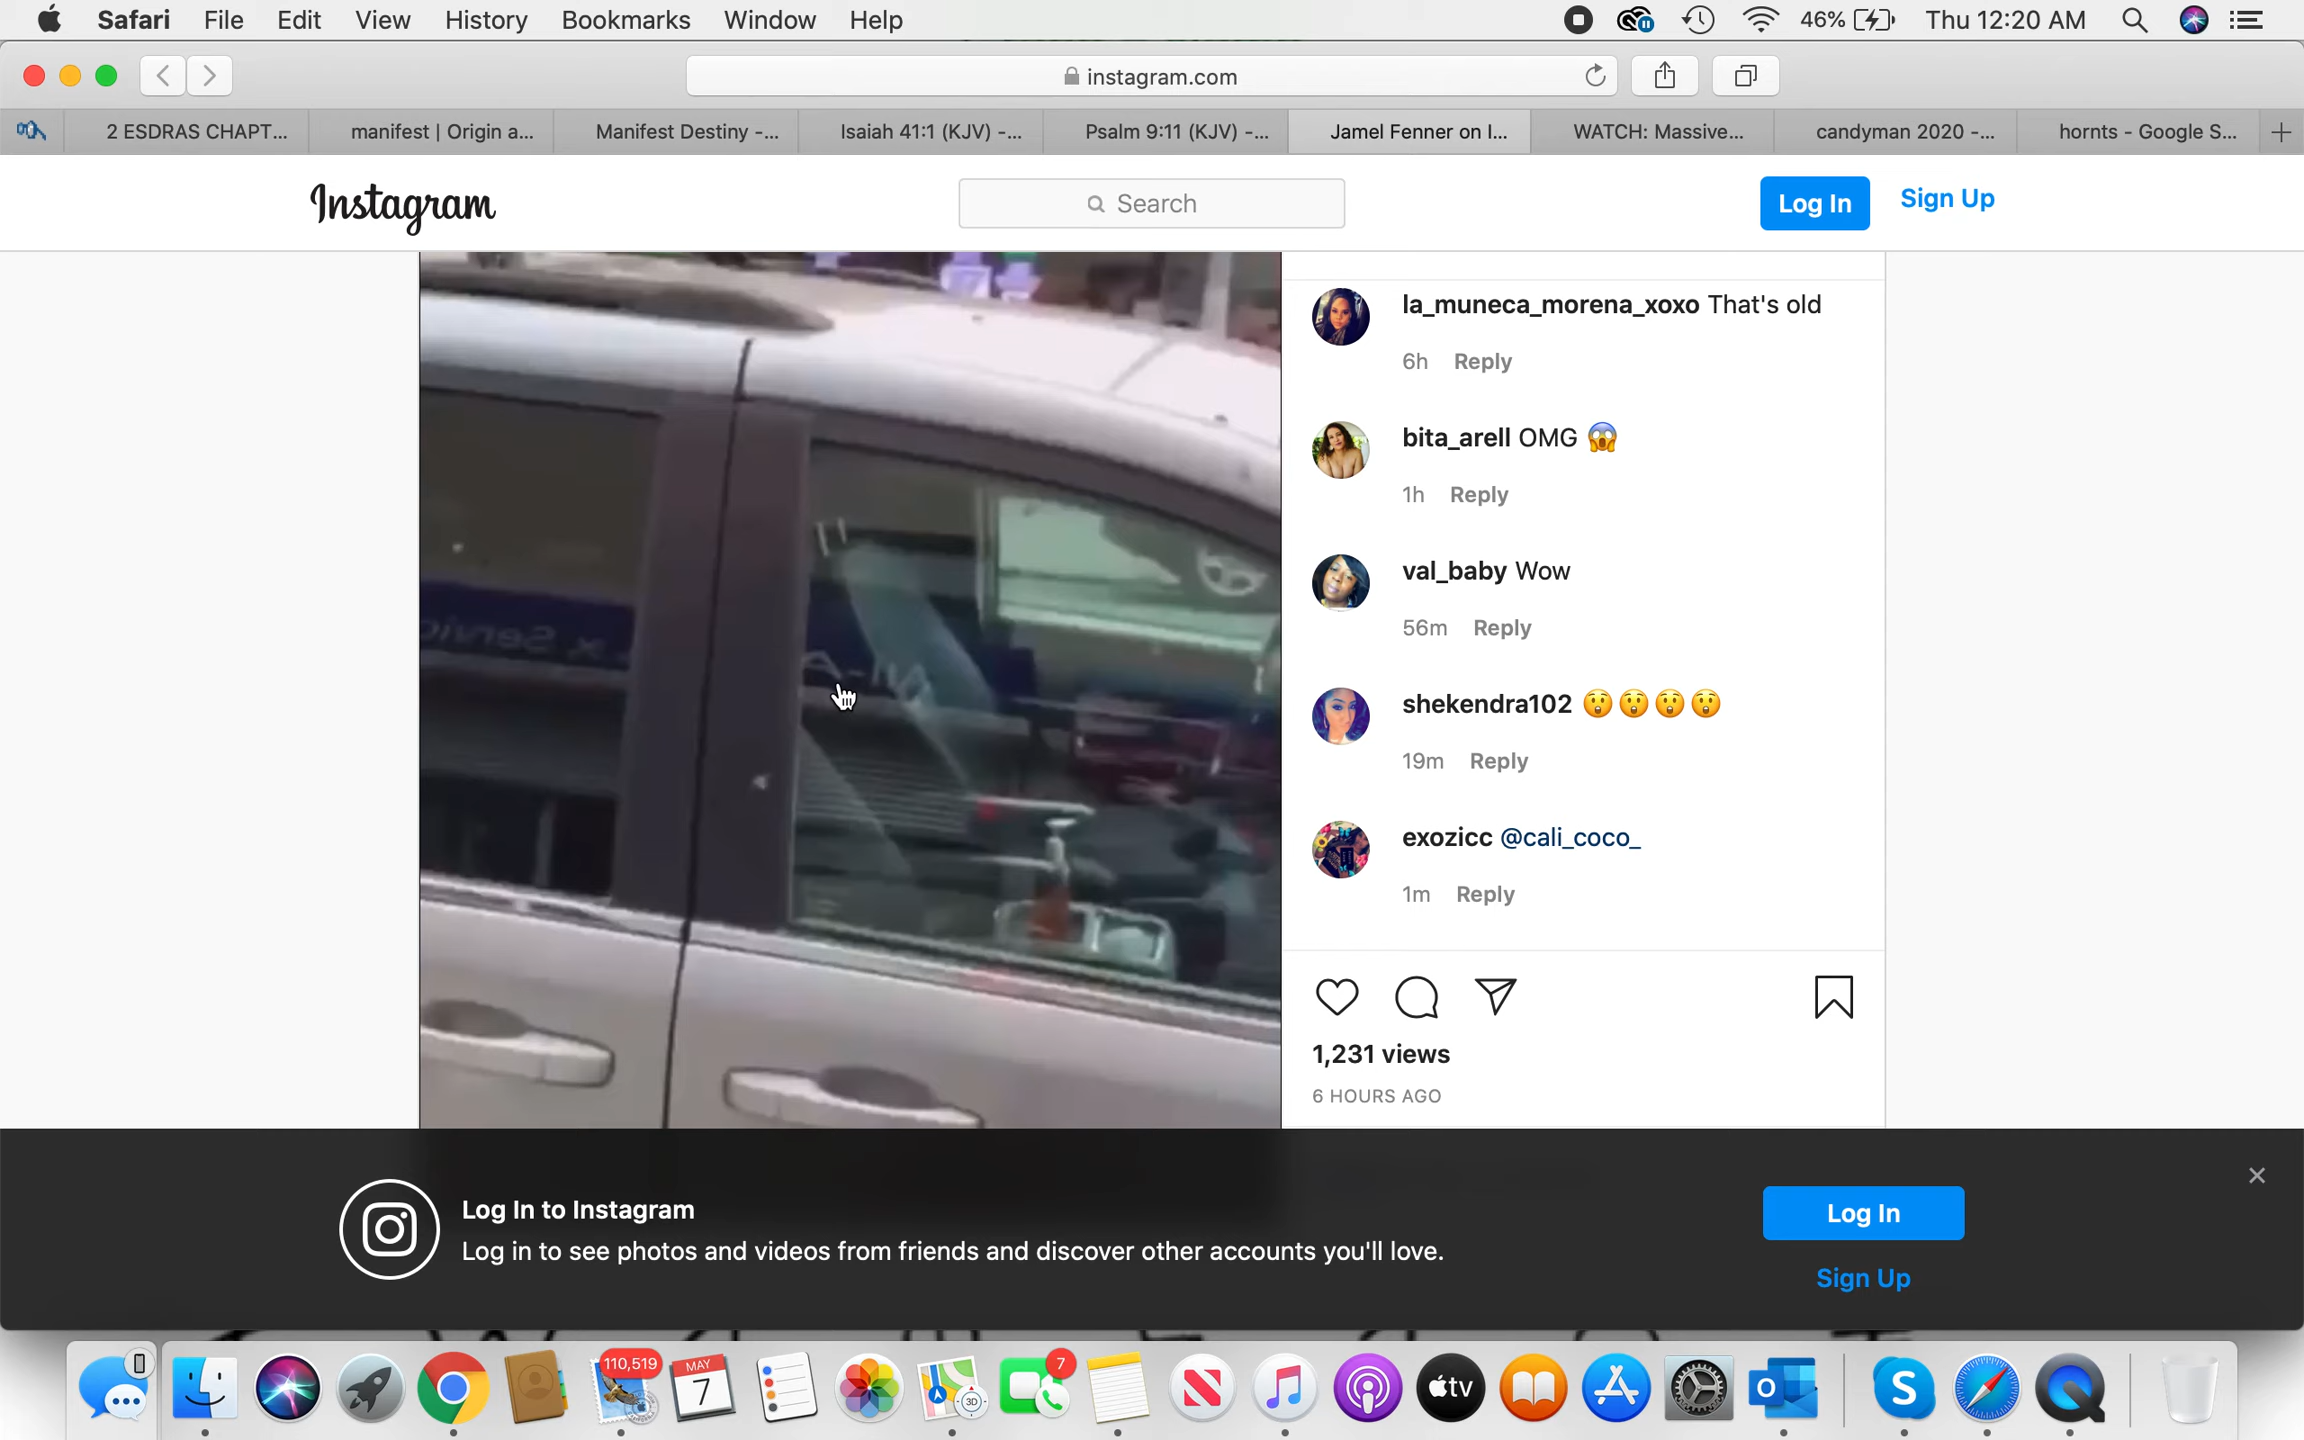 Safari File Edit View History Bookmarks Window Help 46% Thu 12:20 AM
instagram.com
2 ESDRAS CHAPT... manifest | Origin a... Manifest Destiny -... Isaiah 41:1 (KJV) -... Psalm 9:11 (KJV) -... Jamel Fenner on I... WATCH: Massive... candyman 2020 -... hornts - Google S...
Instagram Search Log In Sign Up
la_muneca_morena_xoxo That's old
6h Reply
bita_arell OMG 😱
1h Reply
val_baby Wow
56m Reply
shekendra102 😲😲😲😲
19m Reply
exozicc @cali_coco_
1m Reply
1,231 views
6 HOURS AGO
Log In to Instagram
Log in to see photos and videos from friends and discover other accounts you'll love.
Log In
Sign Up
110,519 MAY 7 3D 7 tv